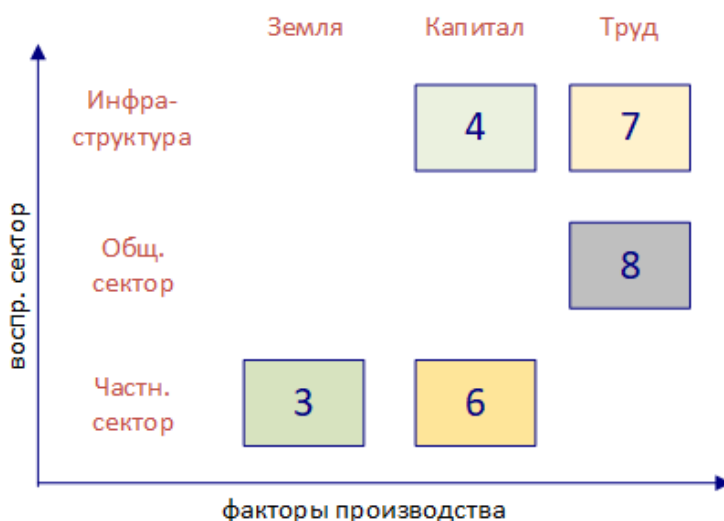 Земля Капитал Труд
Инфра-
структура
4 7
Общ.
сектор
8
Частн.
сектор
3 6
воспр. сектор
факторы производства